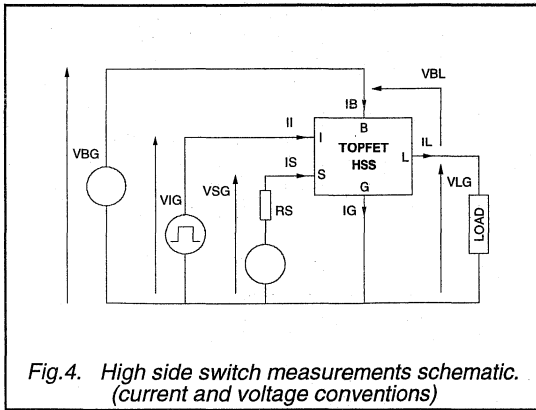 VBL
IB
II
I
B
TOPFET
HSS
L
IL
VBG
IS
S
G
VSG
VIG
RS
IG
VLG
LOAD
Fig.4. High side switch measurements schematic.
(current and voltage conventions)